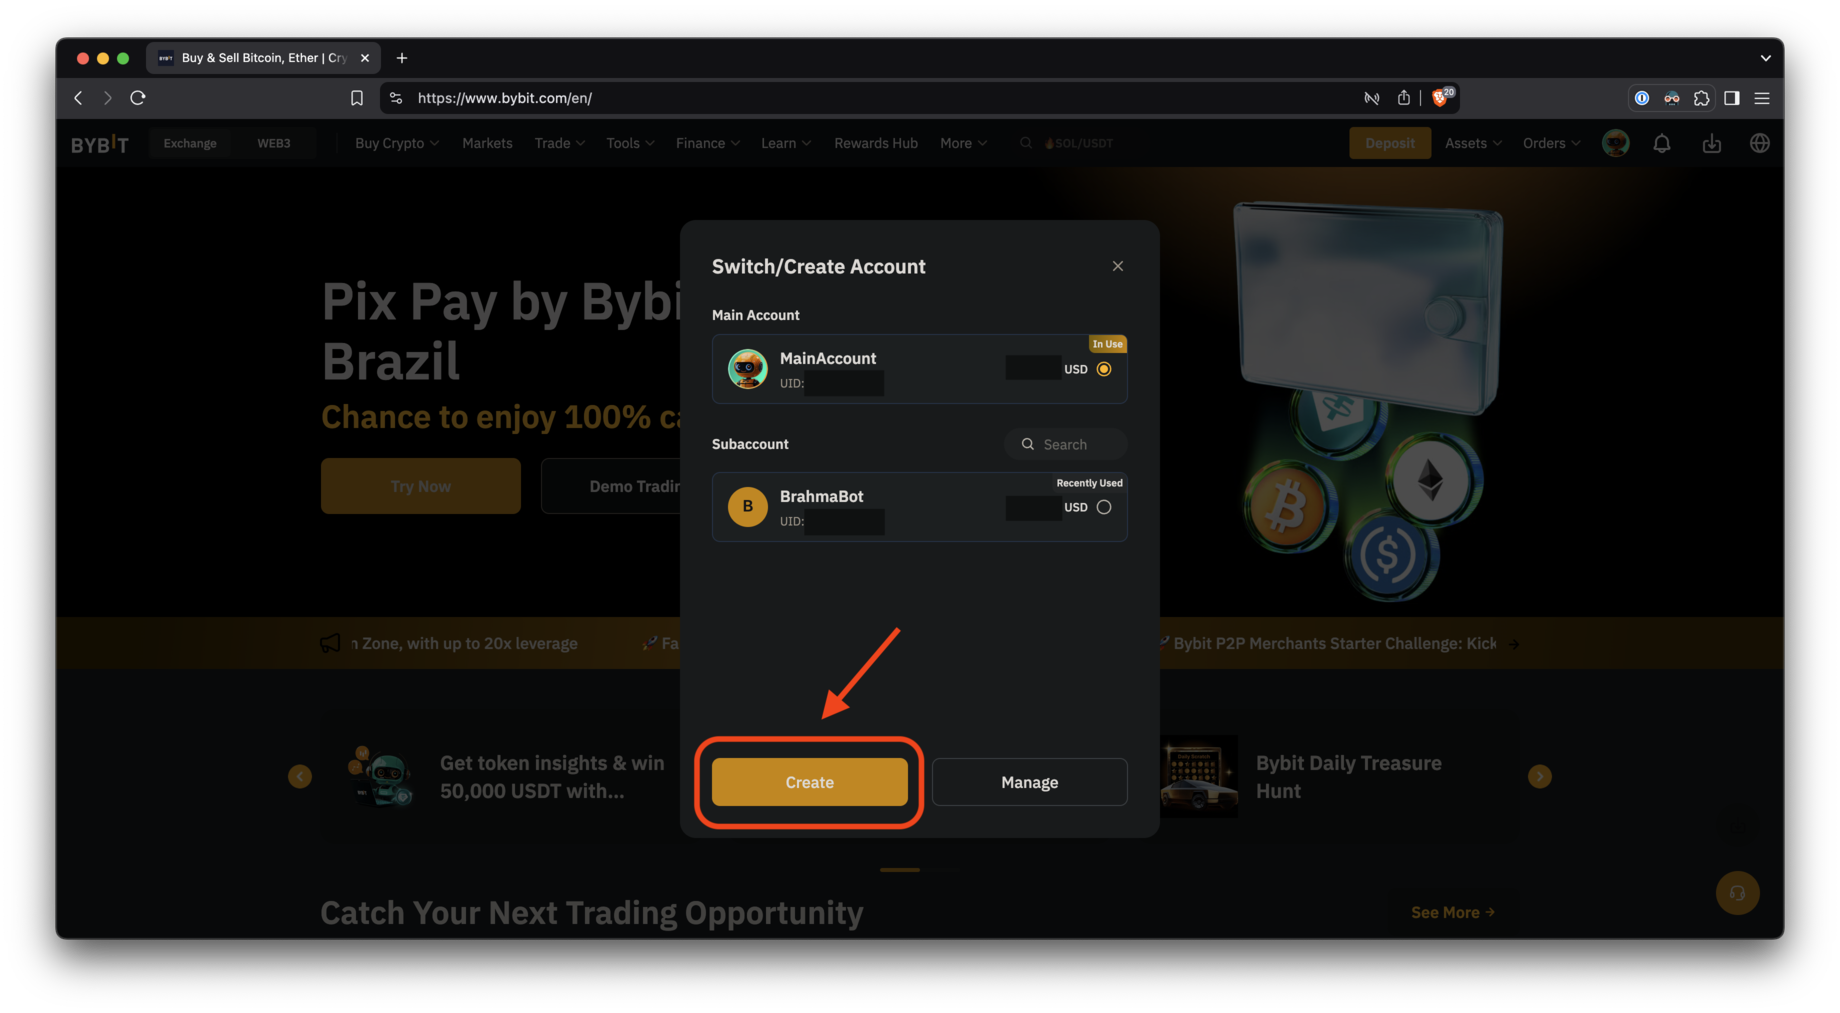 Buy & Sell Bitcoin, Ether | Cry
https://www.bybit.com/en/
20
BYBIT
Exchange
WEB3
Buy Crypto
Markets
Trade
Tools
Finance
Learn
Rewards Hub
More
SOL/USDT
Deposit
Assets
Orders
Pix Pay by Bybi
Brazil
Chance to enjoy 100% ca
Try Now
Demo Tradin
Switch/Create Account
Main Account
In Use
MainAccount
UID:
USD
Subaccount
Search
Recently Used
B
BrahmaBot
UID:
USD
Create
Manage
n Zone, with up to 20x leverage
Fa
Bybit P2P Merchants Starter Challenge: Kick
Get token insights & win
50,000 USDT with...
Bybit Daily Treasure
Hunt
Catch Your Next Trading Opportunity
See More